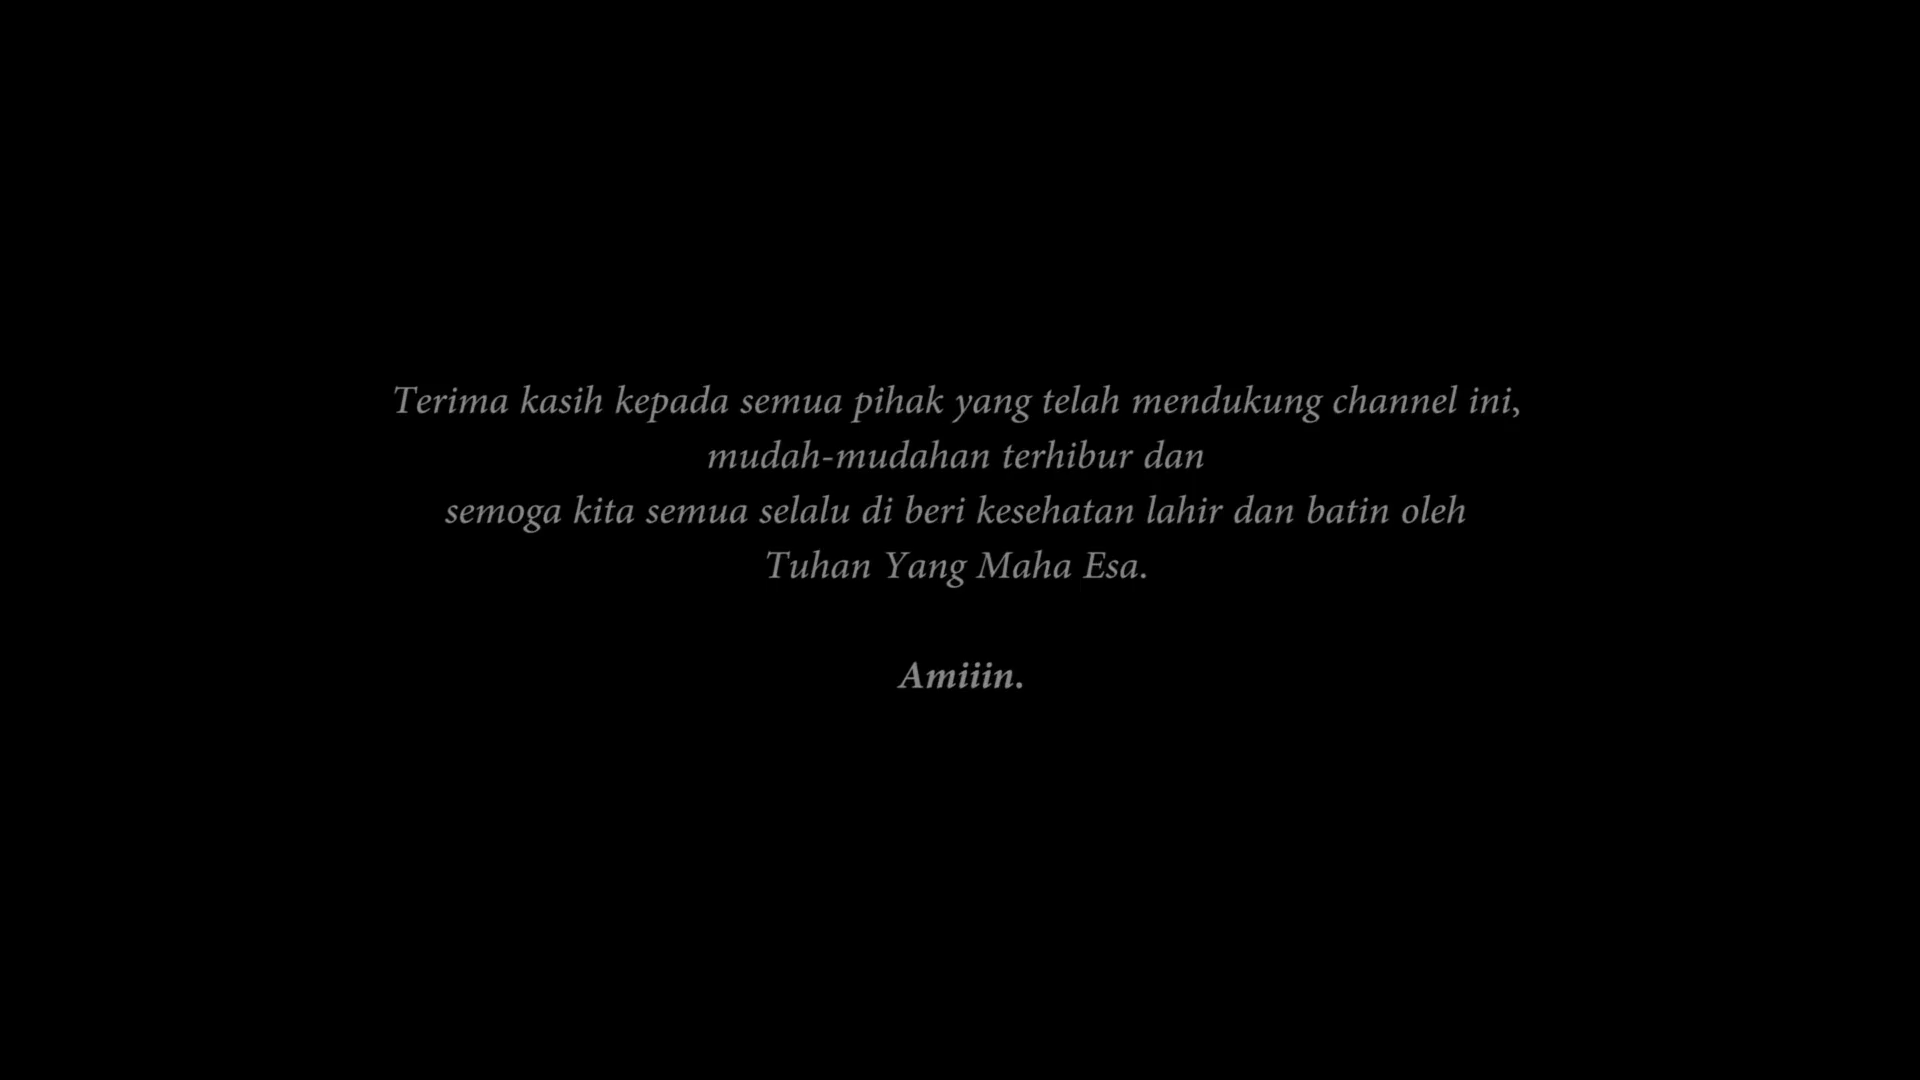 Terima kasih kepada semua pihak yang telah mendukung channel ini,
mudah-mudahan terhibur dan
semoga kita semua selalu di beri kesehatan lahir dan batin oleh
Tuhan Yang Maha Esa.
Amiiin.